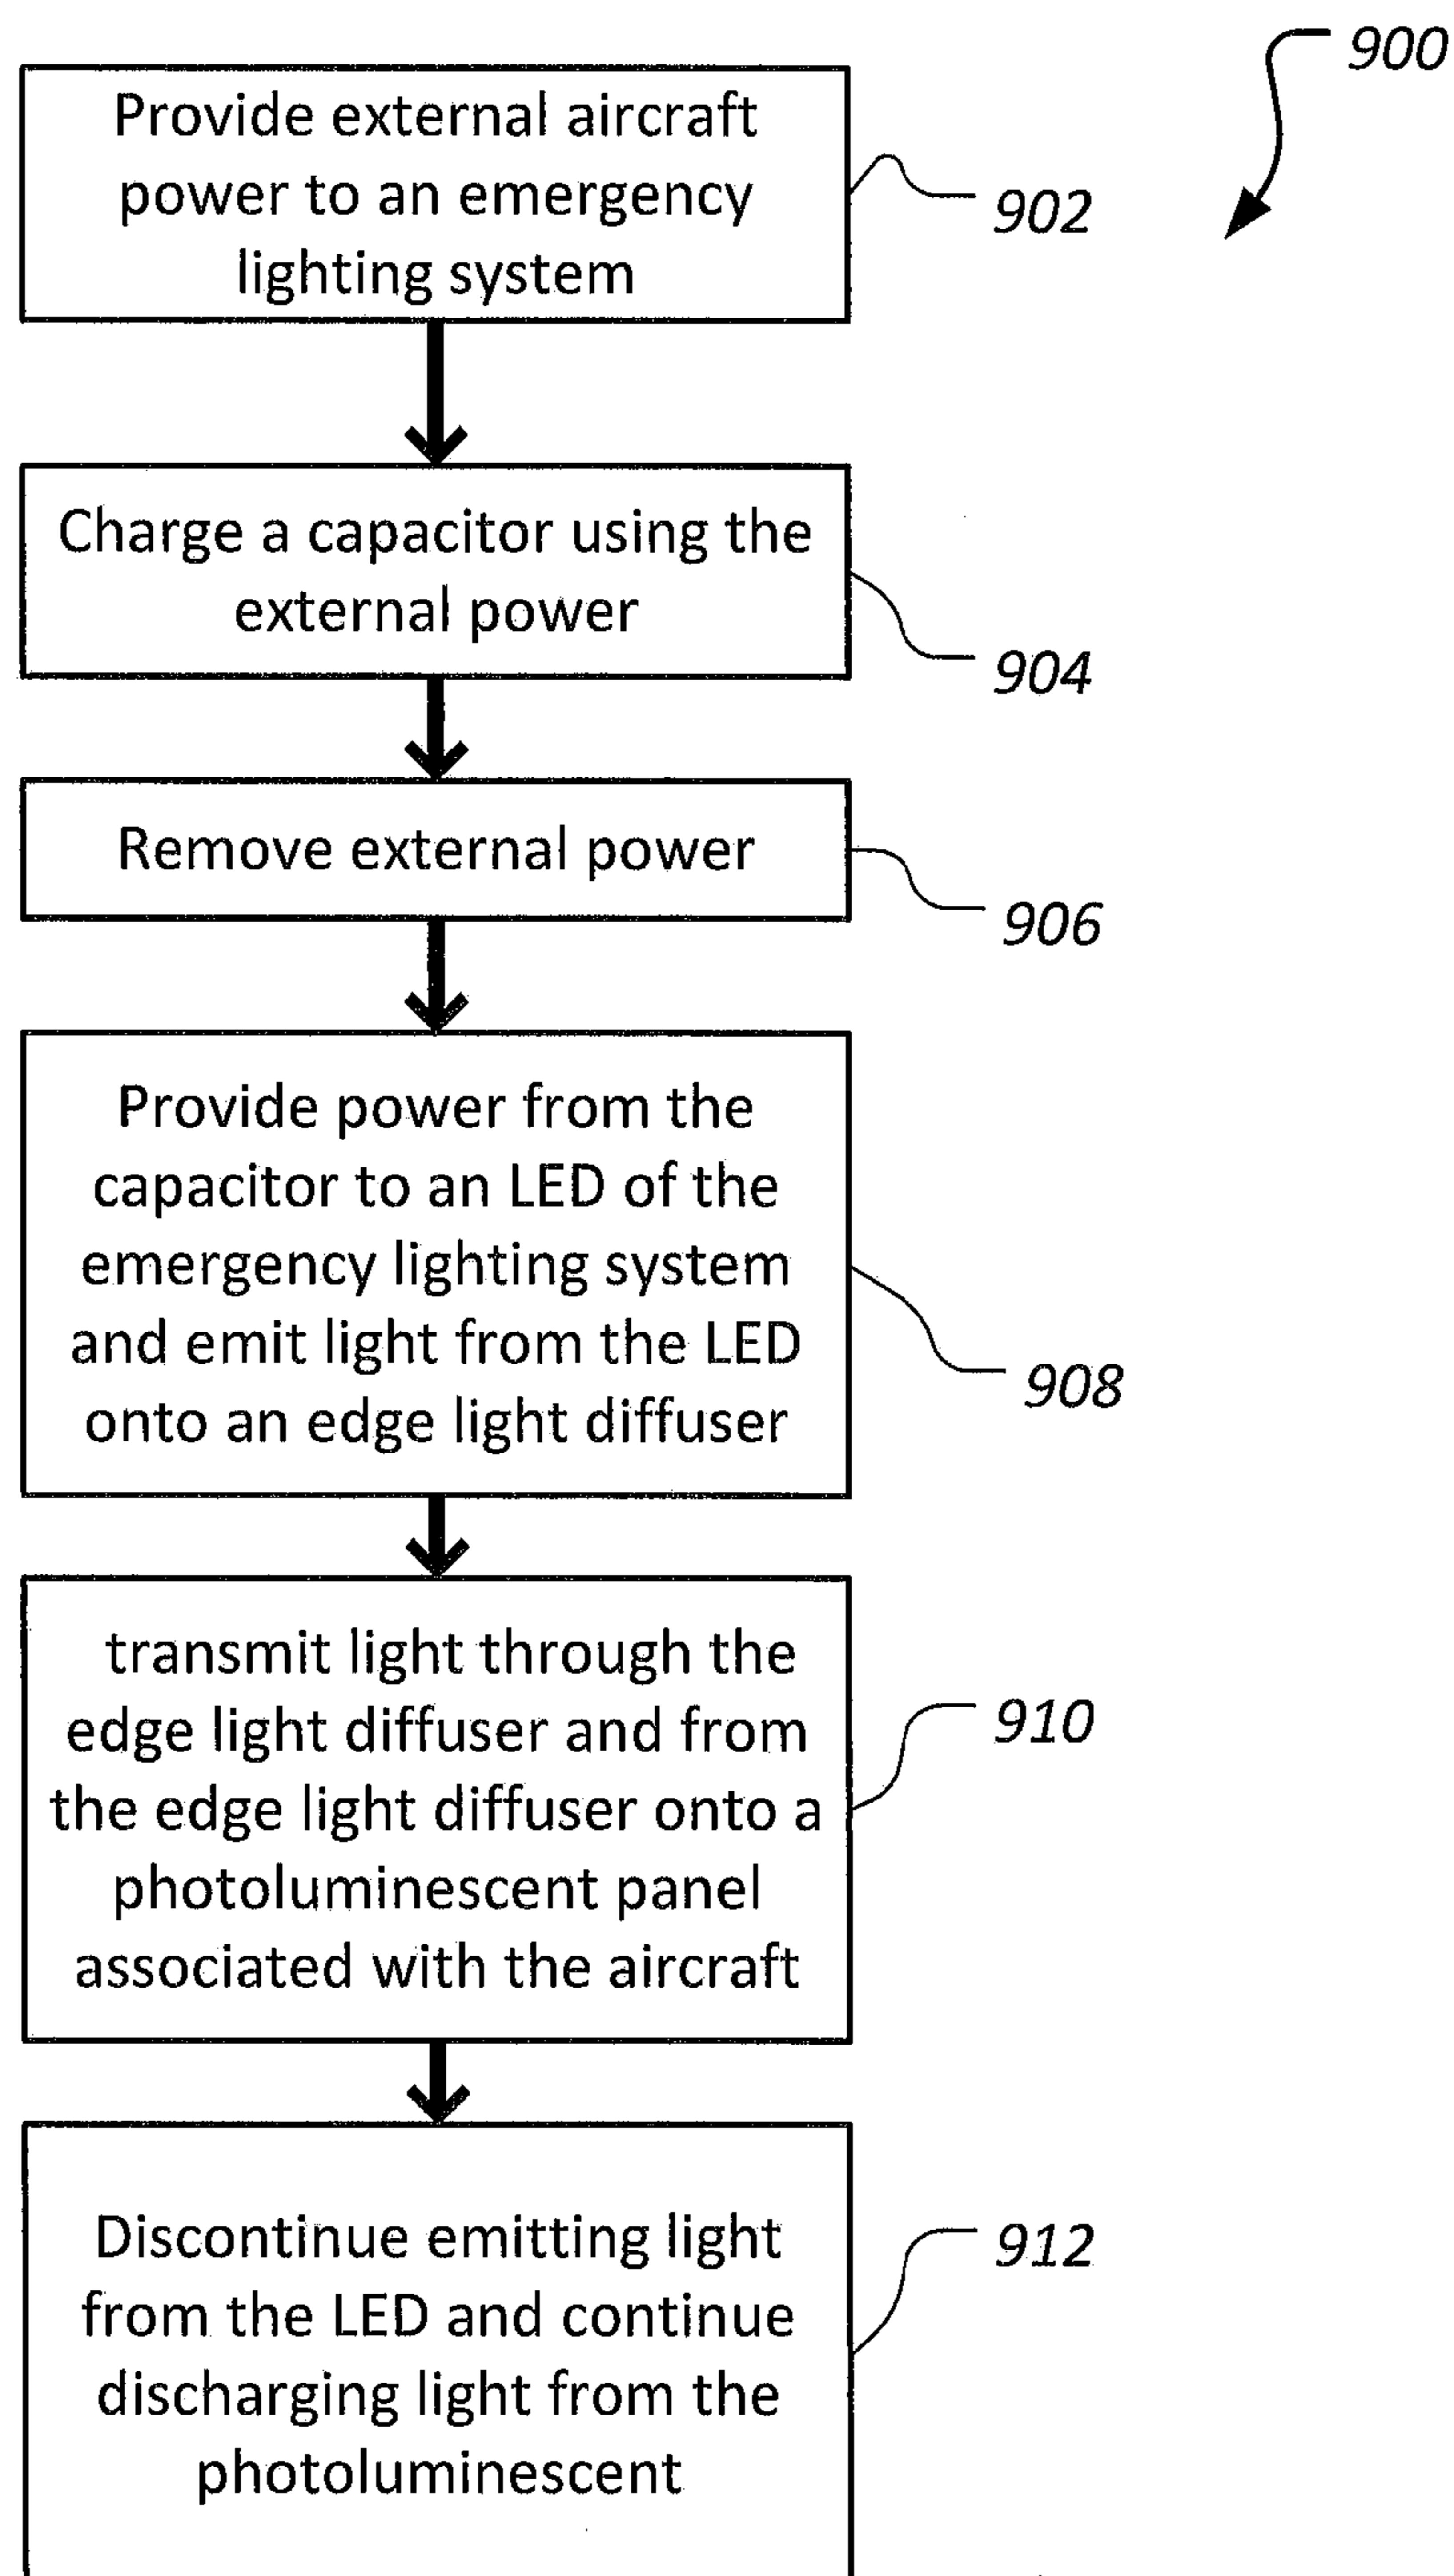 900
Provide external aircraft
power to an emergency
lighting system
902
Charge a capacitor using the
external power
904
Remove external power
906
Provide power from the
capacitor to an LED of the
emergency lighting system
and emit light from the LED
onto an edge light diffuser
908
transmit light through the
edge light diffuser and from
the edge light diffuser onto a
photoluminescent panel
associated with the aircraft
910
Discontinue emitting light
from the LED and continue
discharging light from the
photoluminescent
912